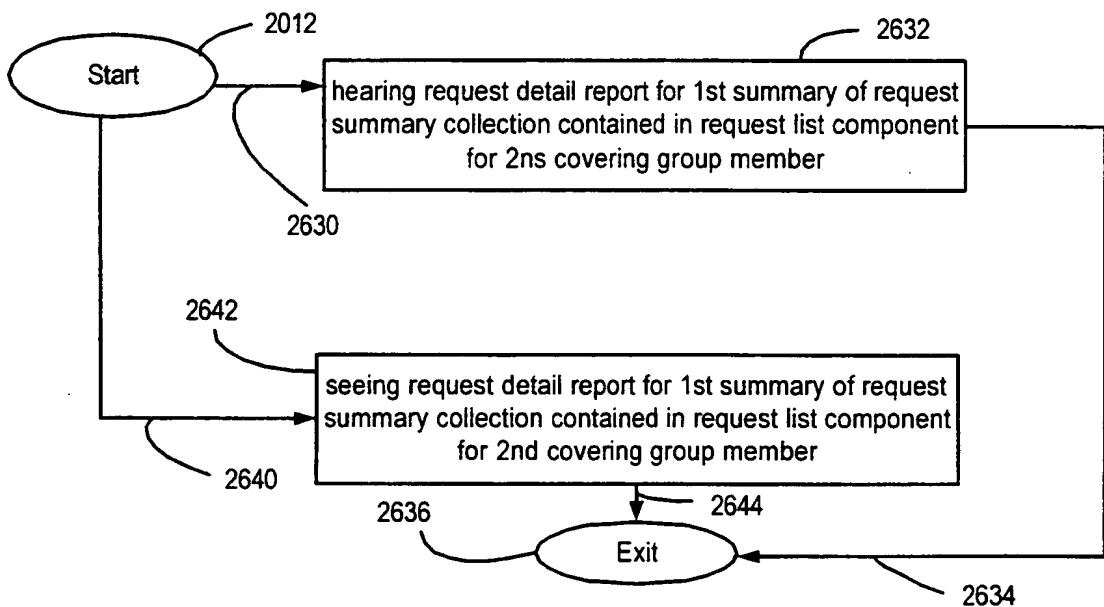 2012
Start
2632
hearing request detail report for 1st summary of request
summary collection contained in request list component
for 2ns covering group member
2630
2642
seeing request detail report for 1st summary of request
summary collection contained in request list component
for 2nd covering group member
2640
2644
2636
Exit
2634